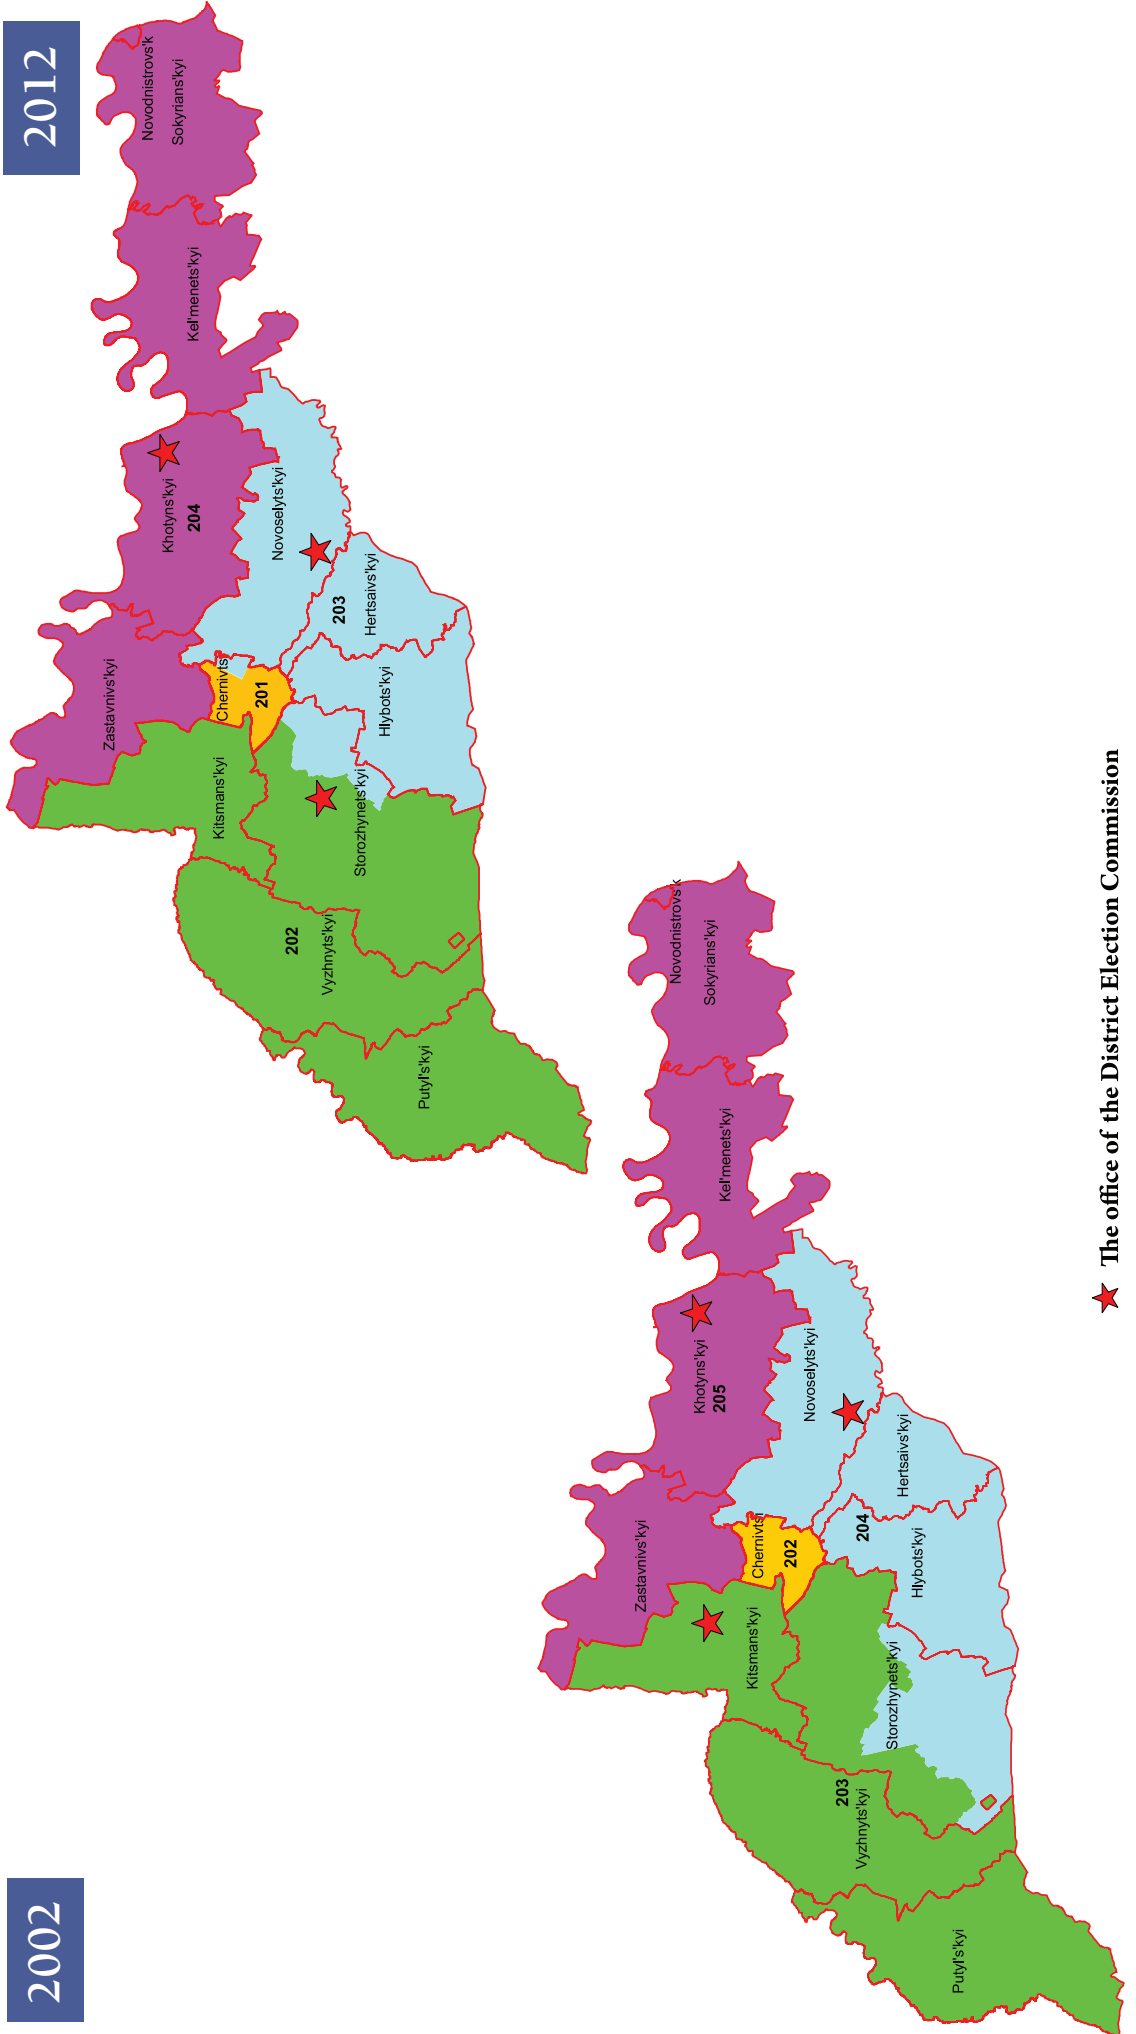 2002
Zastavnivs'kyi
Khotyns'kyi
205
Kel'menets'kyi
Novodnistrovs'k
Sokyrians'kyi
Kitsmans'kyi
Chernivtsi
202
Novoselyts'kyi
203
Vyzhnyts'kyi
Storozhynets'kyi
204
Hlybots'kyi
Hertsaivs'kyi
Putyl's'kyi
2012
Zastavnivs'kyi
Khotyns'kyi
204
Kel'menets'kyi
Novodnistrovs'k
Sokyrians'kyi
Kitsmans'kyi
Chernivtsi
201
Novoselyts'kyi
202
Vyzhnyts'kyi
Storozhynets'kyi
203
Hertsaivs'kyi
Hlybots'kyi
Putyl's'kyi
The office of the District Election Commission